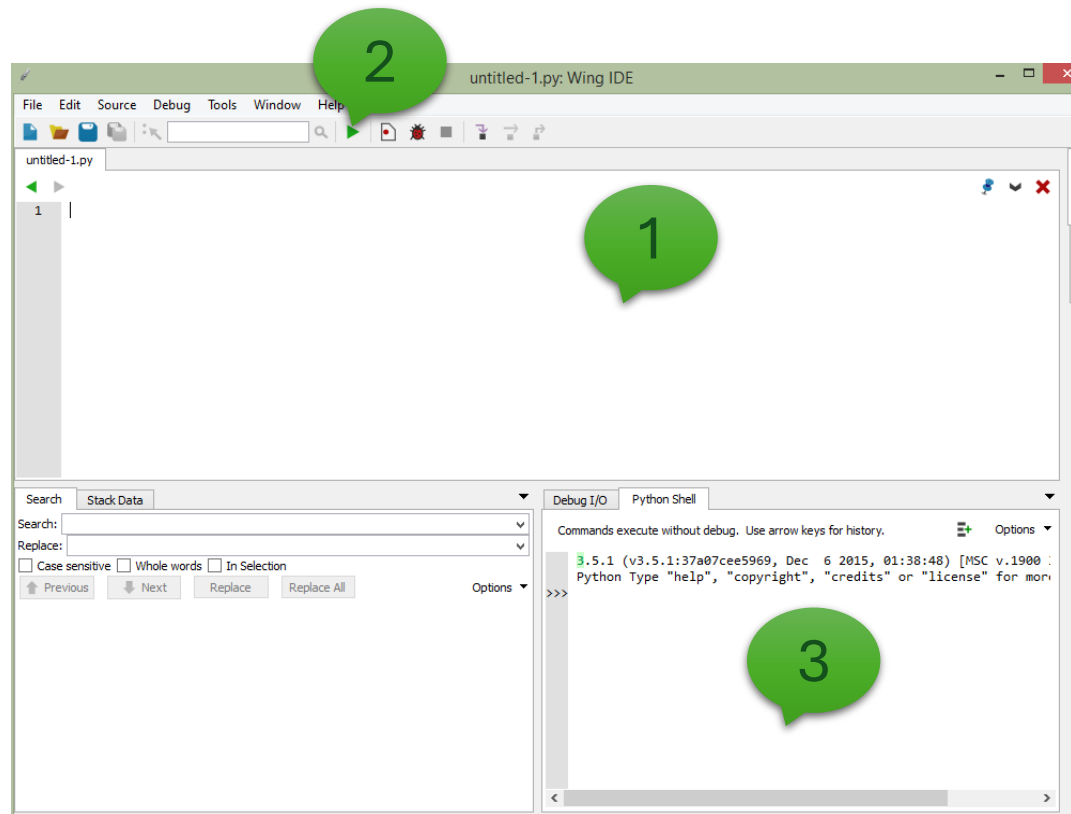 2
untitled-1.py: Wing IDE
File Edit Source Debug Tools Window Help
untitled-1.py
1
1
Search Stack Data
Search:
Replace:
Case sensitive Whole words In Selection
Previous Next Replace Replace All Options
Debug I/O Python Shell
Commands execute without debug. Use arrow keys for history. Options
3.5.1 (v3.5.1:37a07cee5969, Dec 6 2015, 01:38:48) [MSC v.1900
Python Type "help", "copyright", "credits" or "license" for more
>>>
3